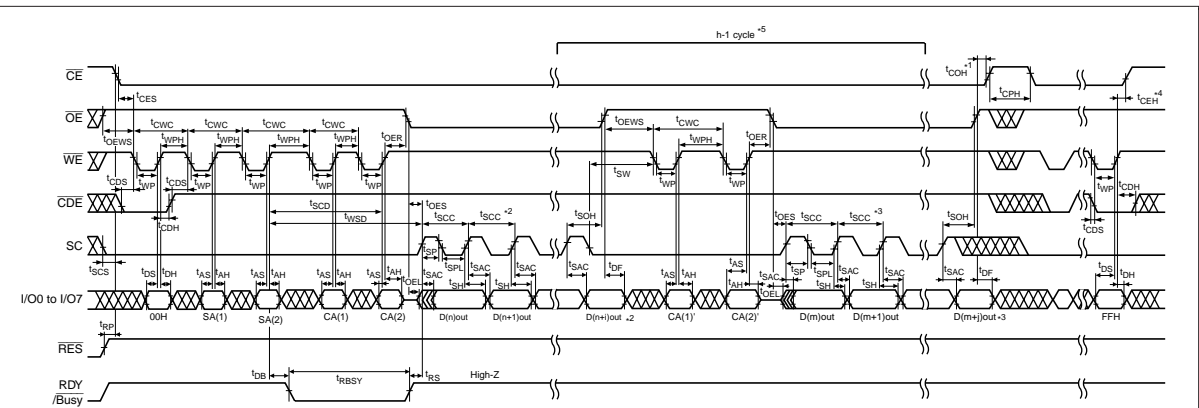 h-1 cycle *5
CE
tCOH*1
tCPH
tCEH*4
tCES
OE
tOEWS
tCWC tCWC tCWC tCWC
tOER
tOEWS tCWC
tOER
tWPH tWPH tWPH tWPH
tWPH
WE
tCDS tWP tCDS tWP tWP tWP tWP
tSW
tWP tWP
tWP
tCDH
CDE
tCDH
tSCD
tWSD
tOES
tSCC tSCC *2
tSOH
tOES
tSCC tSCC *3
tSOH
tCDS
SC
tSCS
tSP
tSPL
tSP
tSPL
tDS tDH
tAS tAH
tAS tAH
tAS tAH
tAS
tAH
tOEL
tSAC
tSH
tSAC
tSH
tSAC
tDF
tAS tAH
tAS
tAH
tSAC
tOEL
tSAC
tSH
tSAC
tSH
tSAC
tDF
tDS
tDH
I/O0 to I/O7
00H SA(1) SA(2) CA(1) CA(2) D(n)out D(n+1)out D(n+i)out *2 CA(1)' CA(2)' D(m)out D(m+1)out D(m+j)out*3 FFH
tRP
RES
tDB
tRBSY
tRS
High-Z
RDY
/Busy